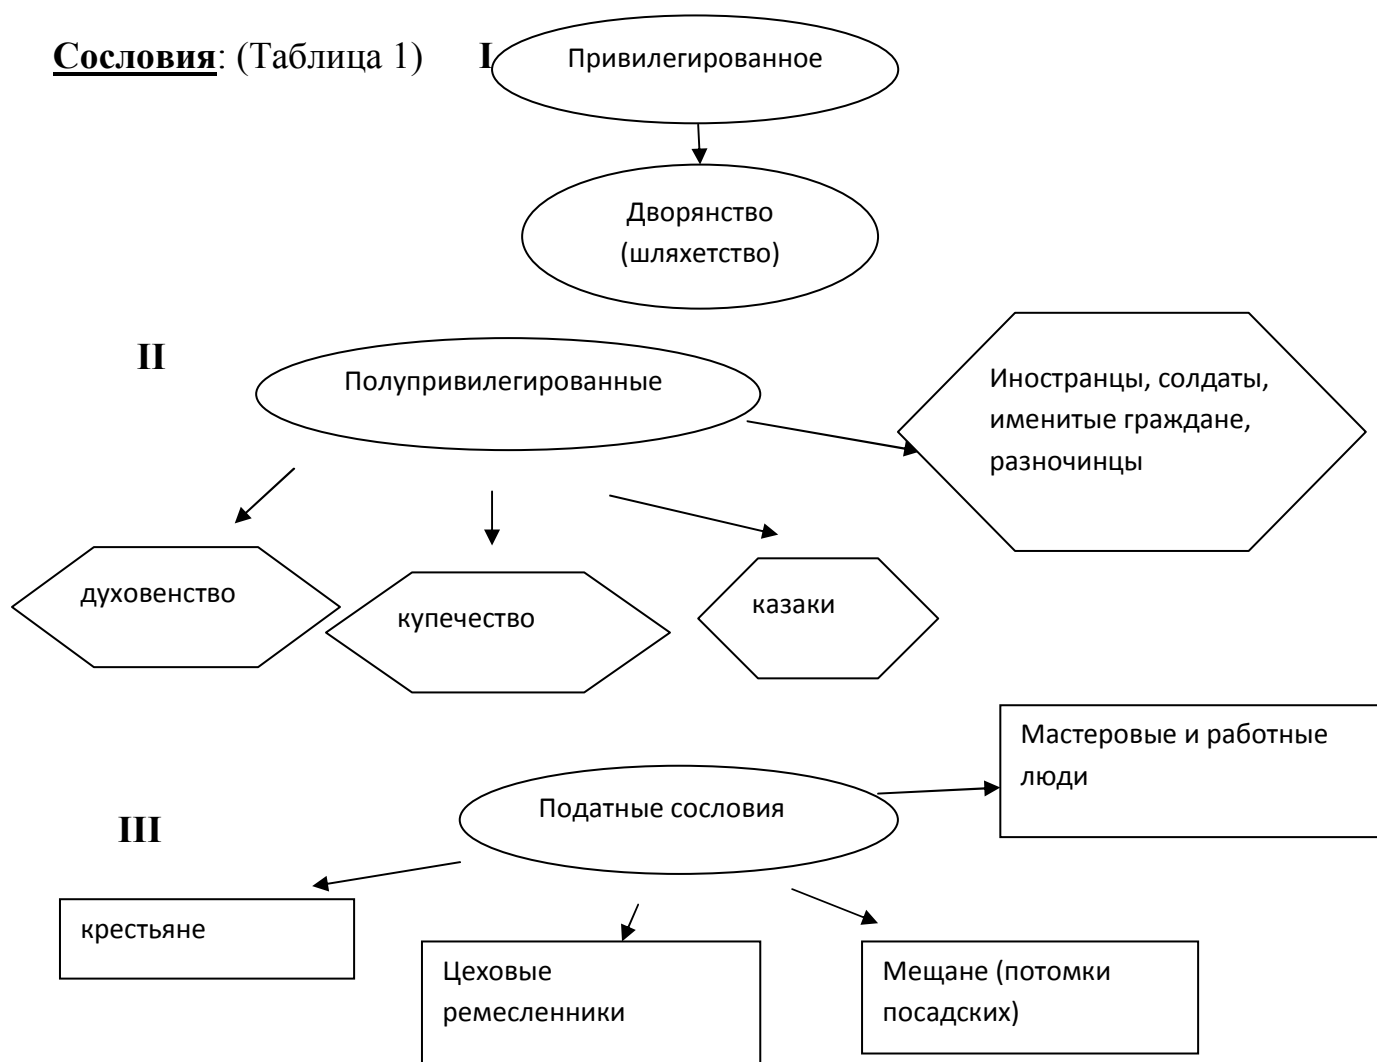 Сословия: (Таблица 1)
I
Привилегированное
Дворянство
(шляхетство)
II
Полупривилегированные
Иностранцы, солдаты,
именитые граждане,
разночинцы
духовенство
купечество
казаки
III
Податные сословия
Мастеровые и работные
люди
крестьяне
Цеховые
ремесленники
Мещане (потомки
посадских)